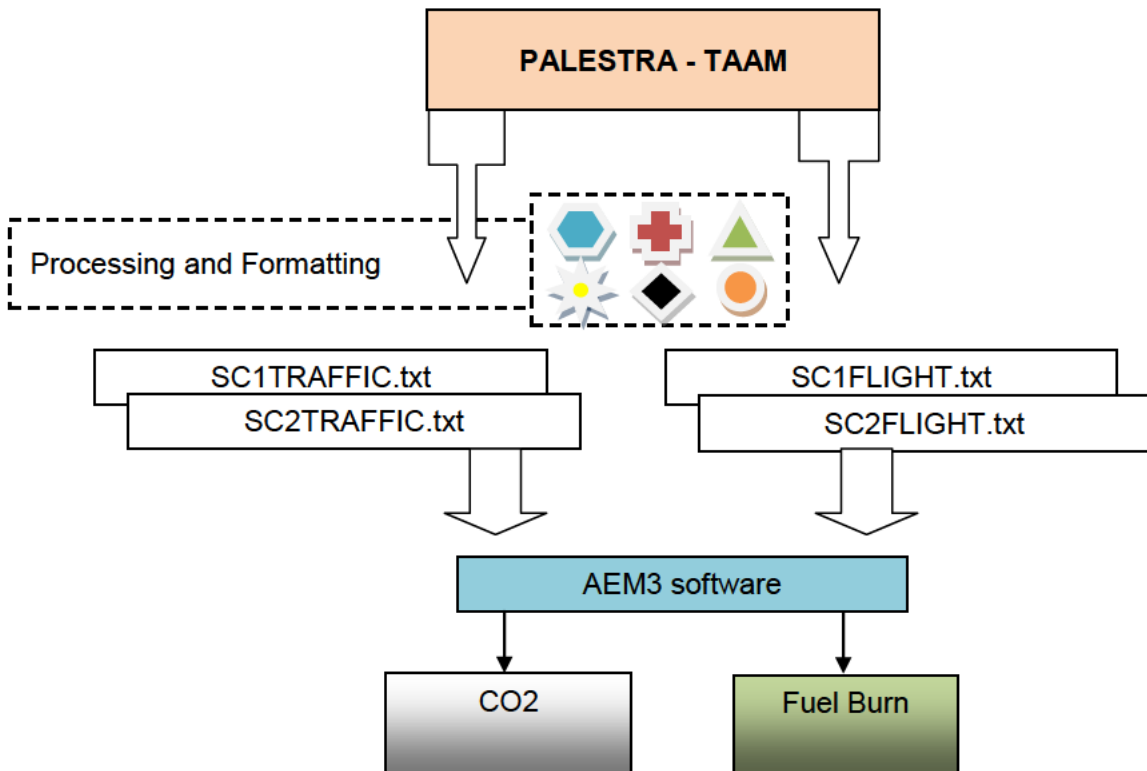 PALESTRA - TAAM
Processing and Formatting
SC1TRAFFIC.txt
SC2TRAFFIC.txt
SC1FLIGHT.txt
SC2FLIGHT.txt
AEM3 software
CO2
Fuel Burn